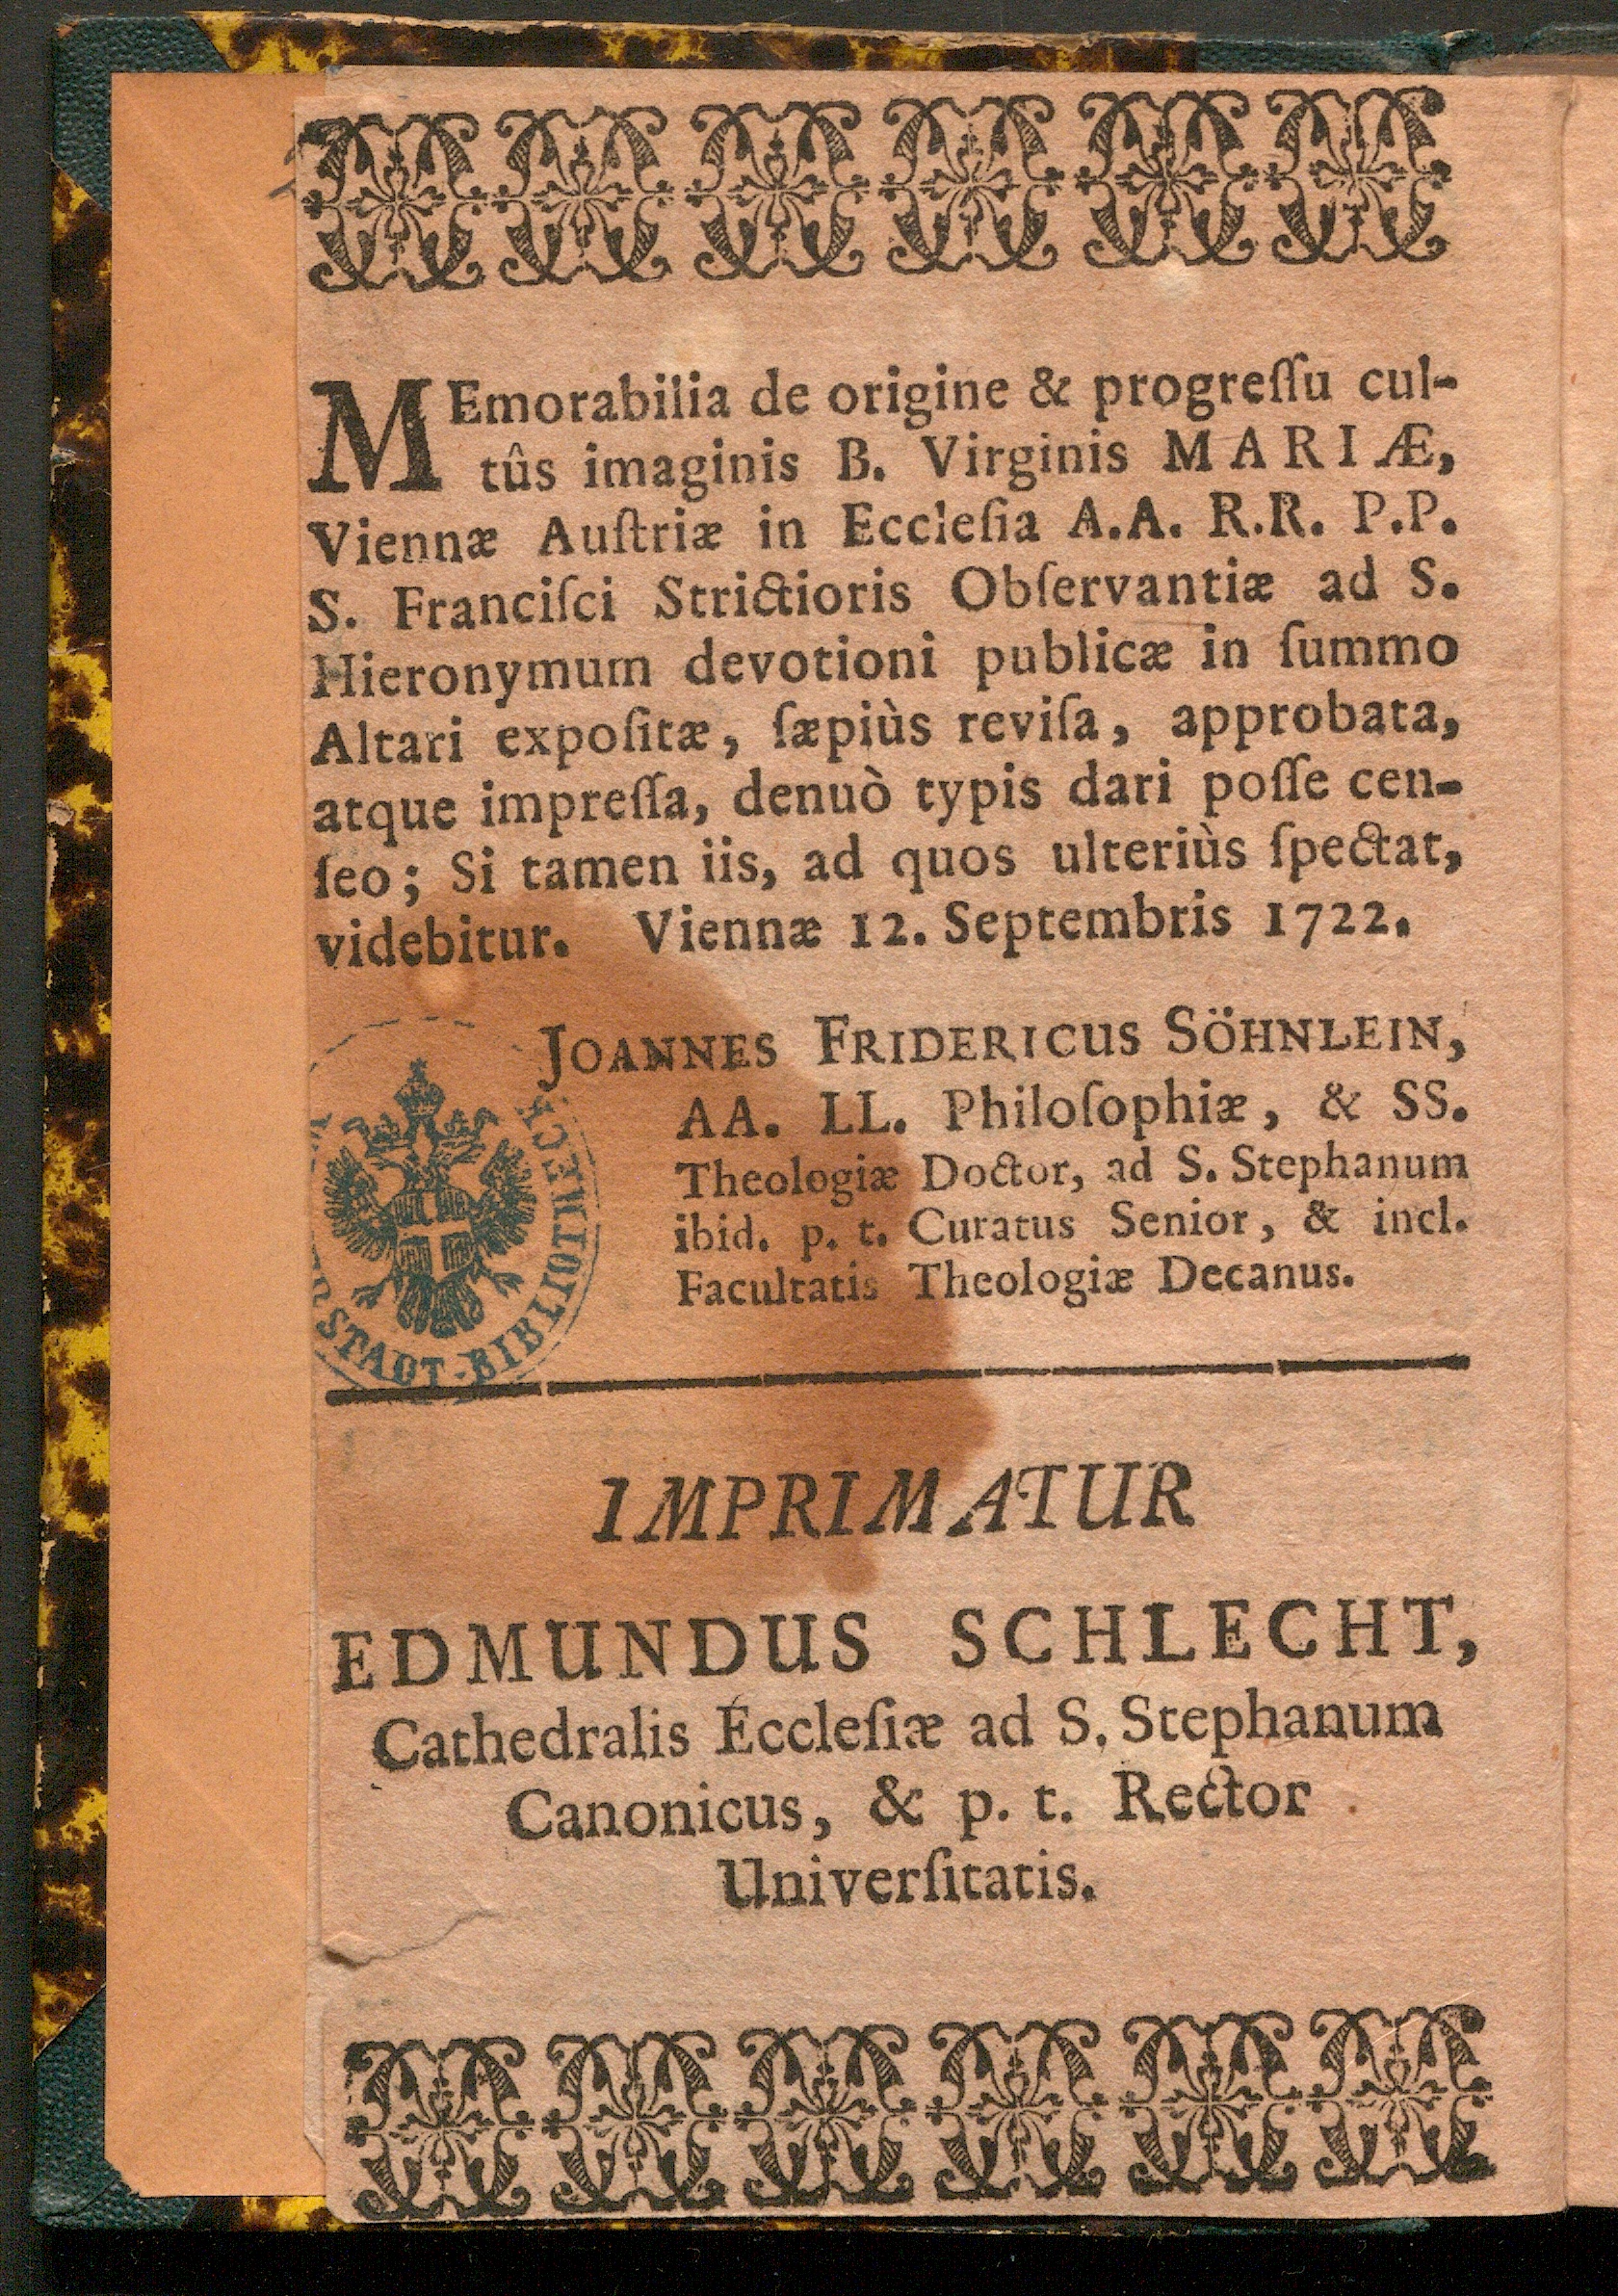 MEmorabilia de origine & progreſſu cul-
tûs imaginis B. Virginis MARIÆ,
Viennæ Auſtriæ in Eccleſia A.A. R.R. P.P.
S. Franciſci Strictioris Obſervantiæ ad S.
Hieronymum devotioni publicæ in ſummo
Altari expoſitæ, ſæpiùs reviſa, approbata,
atque impreſſa, denuò typis dari poſſe cen-
ſeo; Si tamen iis, ad quos ulteriùs ſpectat,
videbitur. Viennæ 12. Septembris 1722.
JOANNES FRIDERICUS SÖHNLEIN,
AA. LL. Philoſophiæ, & SS.
Theologiæ Doctor, ad S. Stephanum
ibid. p. t. Curatus Senior, & incl.
Facultatis Theologiæ Decanus.
STADT-BIBLIOTHECK
IMPRIMATUR
EDMUNDUS SCHLECHT,
Cathedralis Eccleſiæ ad S. Stephanum
Canonicus, & p. t. Rector
Univerſitatis.